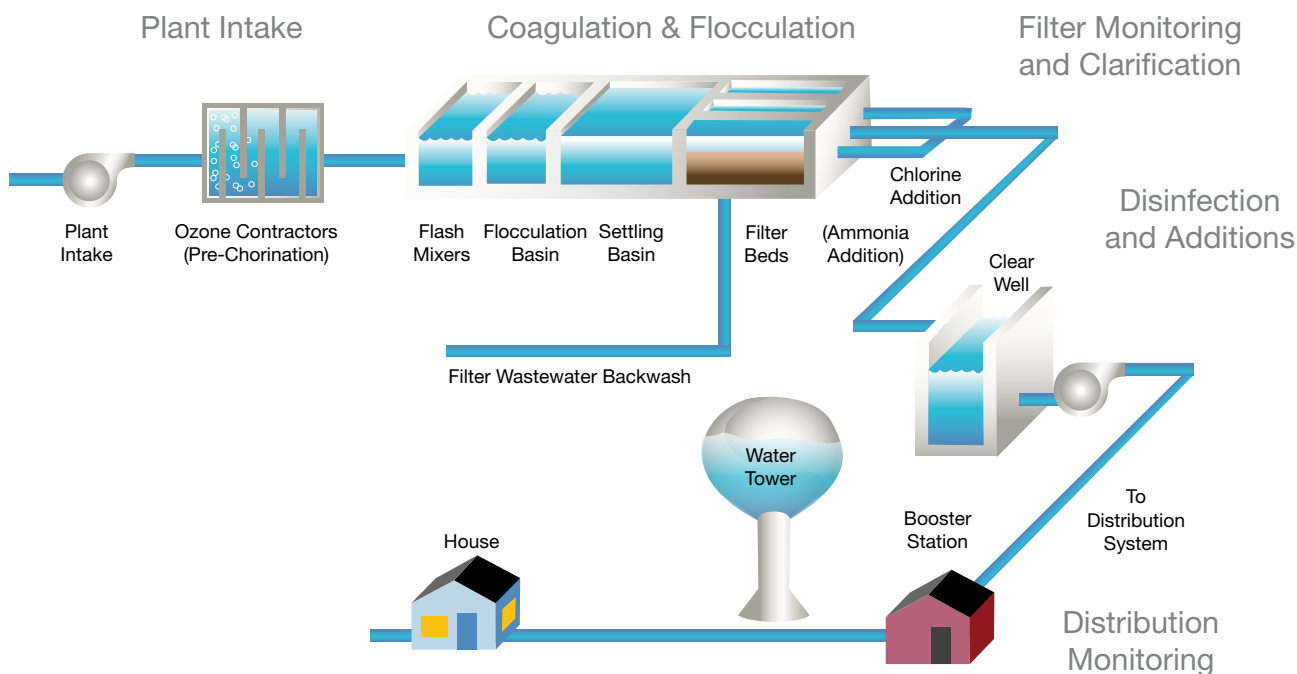 Plant Intake
Coagulation & Flocculation
Filter Monitoring
and Clarification
Chlorine
Addition
Disinfection
and Additions
Plant
Intake
Ozone Contractors
(Pre-Chorination)
Flash
Mixers
Flocculation
Basin
Settling
Basin
Filter
Beds
(Ammonia
Addition)
Clear
Well
Filter Wastewater Backwash
Water
Tower
To
Distribution
System
Booster
Station
House
Distribution
Monitoring